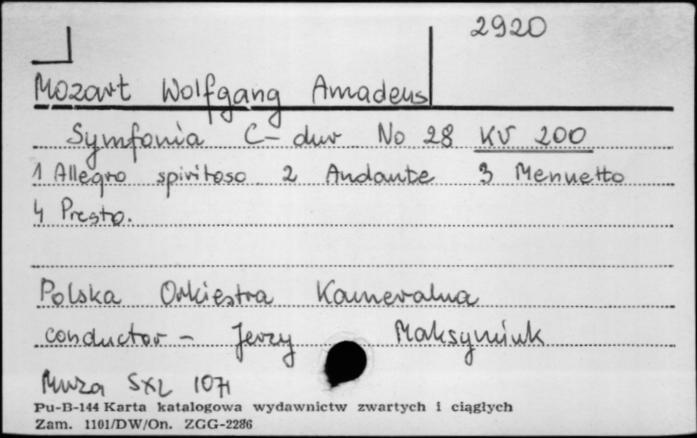 2920
Mozart Wolfgang Amadeus
Symfonia C-dur No 28 KV 200
1 Allegro spiritoso 2 Andante 3 Mennetto
4 Presto.
Polska Orkiestra Kameralna
conductor - Jerzy Maksymiuk
Muza SXL 1071
Pu-B-144 Karta katalogowa wydawnictw zwartych i ciągłych
Zam. 1101/DW/On. ZGG-2286